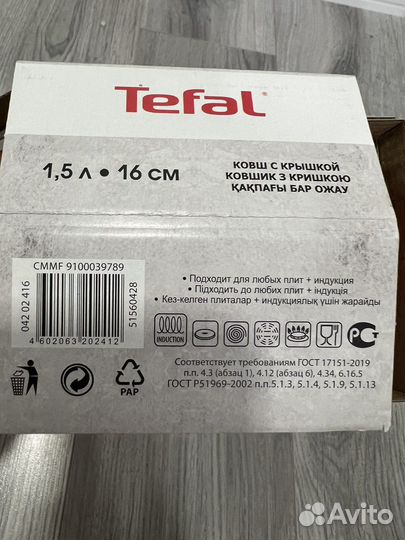 Tefal
1,5 л • 16 см
КОВШ С КРЫШКОЙ
КОВШИК З КРИШКОЮ
ҚАҚПАҒЫ БАР ОЖАУ
CMMF 9100039789
042 02 416
51560428
4 602063 202412
• Подходит для любых плит + индукция
• Підходить до любих плит + індукція
• Кез-келген плиталар + индукциялық үшін жарайды
INDUCTION
PAP
Соответствует требованиям ГОСТ 17151-2019
п.п. 4.3 (абзац 1), 4.12 (абзац 6), 4.34, 6.16.5
ГОСТ Р51969-2002 п.п.5.1.3, 5.1.4, 5.1.9, 5.1.13
Avito